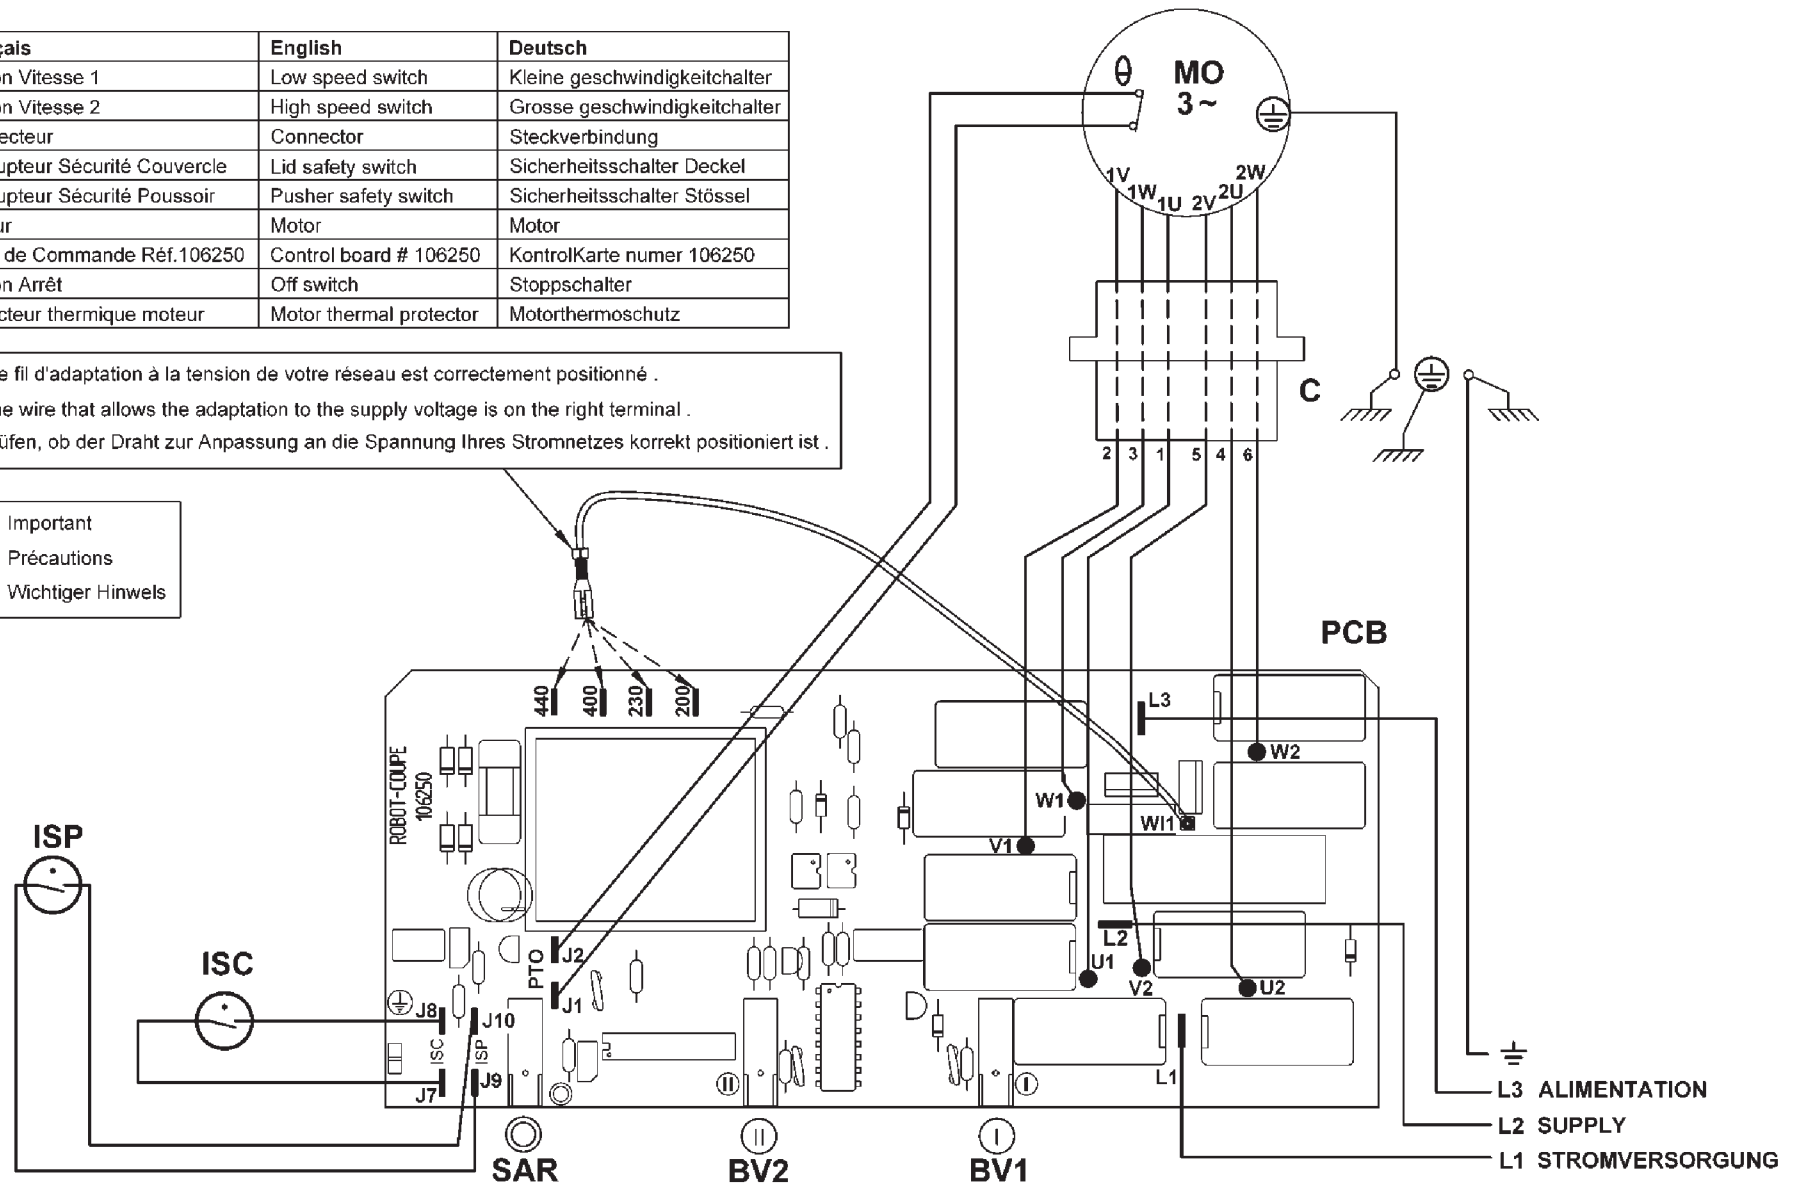 çais English Deutsch
n Vitesse 1 Low speed switch Kleine geschwindigkeitchalter
n Vitesse 2 High speed switch Grosse geschwindigkeitchalter
ecteur Connector Steckverbindung
upteur Sécurité Couvercle Lid safety switch Sicherheitsschalter Deckel
upteur Sécurité Poussoir Pusher safety switch Sicherheitsschalter Stössel
ur Motor Motor
de Commande Réf.106250 Control board # 106250 KontrolKarte numer 106250
n Arrêt Off switch Stoppschalter
cteur thermique moteur Motor thermal protector Motorthermoschutz
e fil d'adaptation à la tension de votre réseau est correctement positionné .
ne wire that allows the adaptation to the supply voltage is on the right terminal .
üfen, ob der Draht zur Anpassung an die Spannung Ihres Stromnetzes korrekt positioniert ist .
Important
Précautions
Wichtiger Hinwels
θ MO
3~
1V 1W 1U 2V 2U 2W
C
2 3 1 5 4 6
PCB
440 400 230 200
ROBOT-COUPE
106250
L3
W2
W1
WI1
V1
L2
U1
V2
U2
L1
ISP
ISC
PTO
J2
J1
J8
J10
ISC
ISP
J7
J9
II
I
SAR
II
BV2
I
BV1
L3 ALIMENTATION
L2 SUPPLY
L1 STROMVERSORGUNG